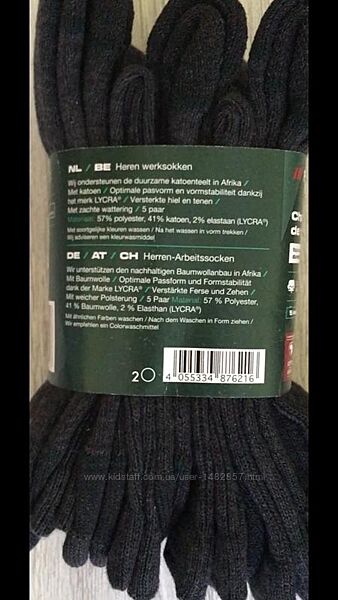 NL / BE Heren werksokken
Wij ondersteunen de duurzame katoenteelt in Afrika /
Met katoen / Optimale pasvorm en vormstabiliteit dankzij
het merk LYCRA® / Versterkte hiel en tenen /
Met zachte wattering / 5 paar
Materiaal: 57% polyester, 41% katoen, 2% elastaan (LYCRA®)
Met soortgelijke kleuren wassen / Na het wassen in vorm trekken /
Wij adviseren een kleurwasmiddel
DE / AT / CH Herren-Arbeitssocken
Wir unterstützen den nachhaltigen Baumwollanbau in Afrika /
Mit Baumwolle / Optimale Passform und Formstabilität
dank der Marke LYCRA® / Verstärkte Ferse und Zehen /
Mit weicher Polsterung / 5 Paar Material: 57 % Polyester,
41 % Baumwolle, 2 % Elasthan (LYCRA®)
Mit ähnlichen Farben waschen / Nach dem Waschen in Form ziehen /
Wir empfehlen ein Colorwaschmittel
2
4 055334 876216
www.kidstaff.com.ua/user-1482857.html